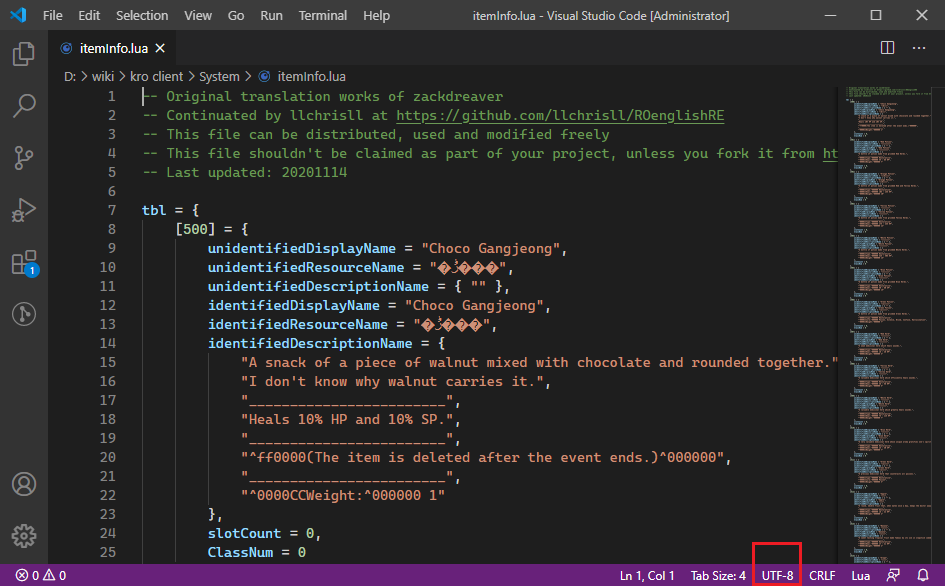 File Edit Selection View Go Run Terminal Help itemInfo.lua - Visual Studio Code [Administrator]
itemInfo.lua
D: > wiki > kro client > System > itemInfo.lua
1 -- Original translation works of zackdreaver
2 -- Continuated by llchrisll at https://github.com/llchrisll/ROenglishRE
3 -- This file can be distributed, used and modified freely
4 -- This file shouldn't be claimed as part of your project, unless you fork it from ht
5 -- Last updated: 20201114
6
7 tbl = {
8 [500] = {
9 unidentifiedDisplayName = "Choco Gangjeong",
10 unidentifiedResourceName = "�ڶ���",
11 unidentifiedDescriptionName = { "" },
12 identifiedDisplayName = "Choco Gangjeong",
13 identifiedResourceName = "�ڶ���",
14 identifiedDescriptionName = {
15 "A snack of a piece of walnut mixed with chocolate and rounded together."
16 "I don't know why walnut carries it.",
17 "________________________",
18 "Heals 10% HP and 10% SP.",
19 "________________________",
20 "^ff0000(The item is deleted after the event ends.)^000000",
21 "________________________",
22 "^0000CCWeight:^000000 1"
23 },
24 slotCount = 0,
25 ClassNum = 0
1
0 0 Ln 1, Col 1 Tab Size: 4 UTF-8 CRLF Lua